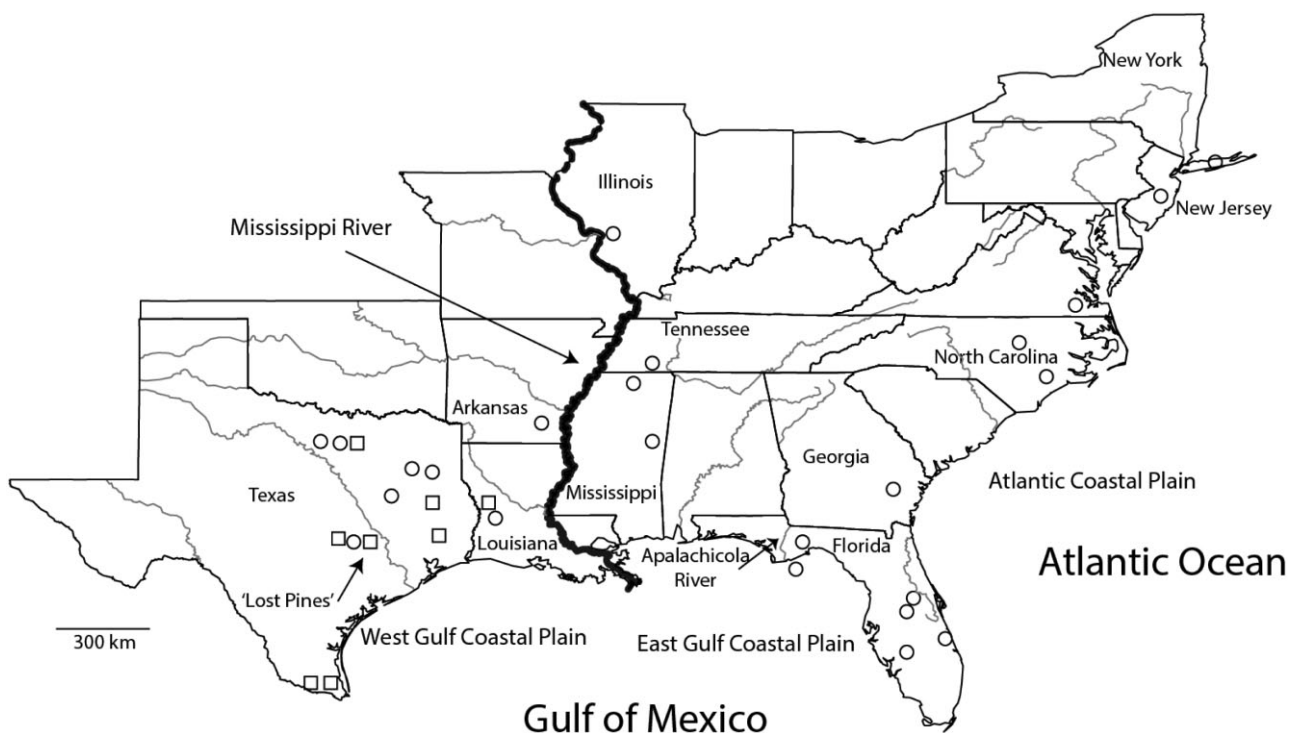 New York
Illinois
New Jersey
Mississippi River
Tennessee
North Carolina
Arkansas
Georgia
Atlantic Coastal Plain
Texas
Mississippi
Louisiana
Apalachicola
River
Florida
Atlantic Ocean
'Lost Pines'
300 km
West Gulf Coastal Plain
East Gulf Coastal Plain
Gulf of Mexico